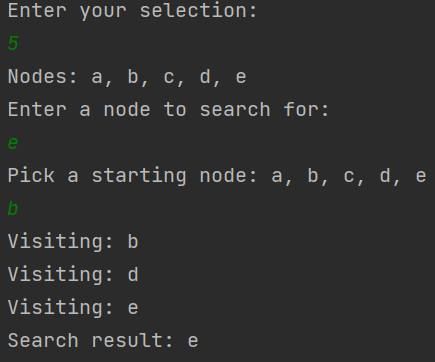 Enter your selection:
5
Nodes: a, b, c, d, e
Enter a node to search for:
e
Pick a starting node: a, b, c, d, e
b
Visiting: b
Visiting: d
Visiting: e
Search result: e